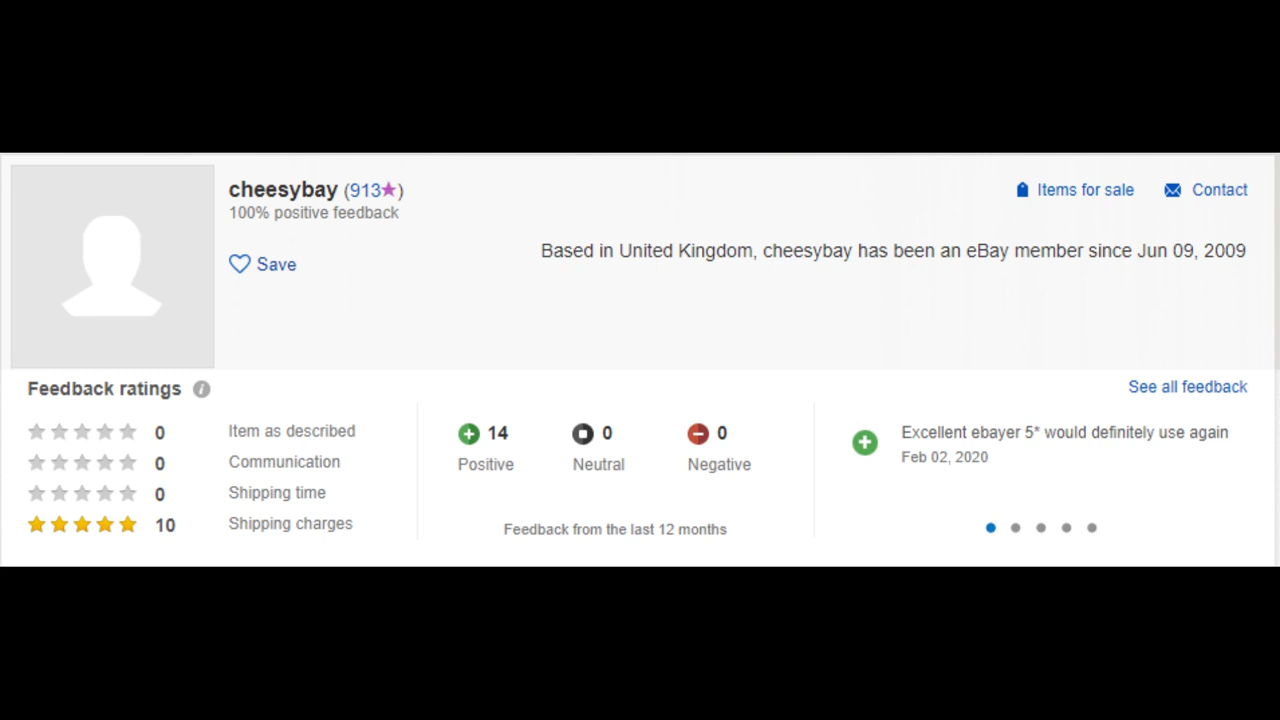 cheesybay (913★)
Items for sale
Contact
100% positive feedback
Based in United Kingdom, cheesybay has been an eBay member since Jun 09, 2009
Save
Feedback ratings i
See all feedback
0 Item as described
0 Communication
0 Shipping time
10 Shipping charges
14
Positive
0
Neutral
0
Negative
Feedback from the last 12 months
Excellent ebayer 5* would definitely use again
Feb 02, 2020